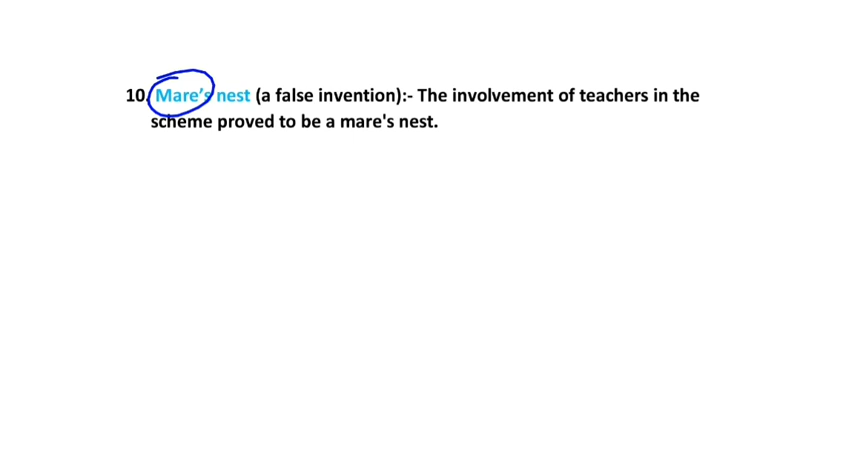 10. Mare’s nest (a false invention):- The involvement of teachers in the
scheme proved to be a mare's nest.